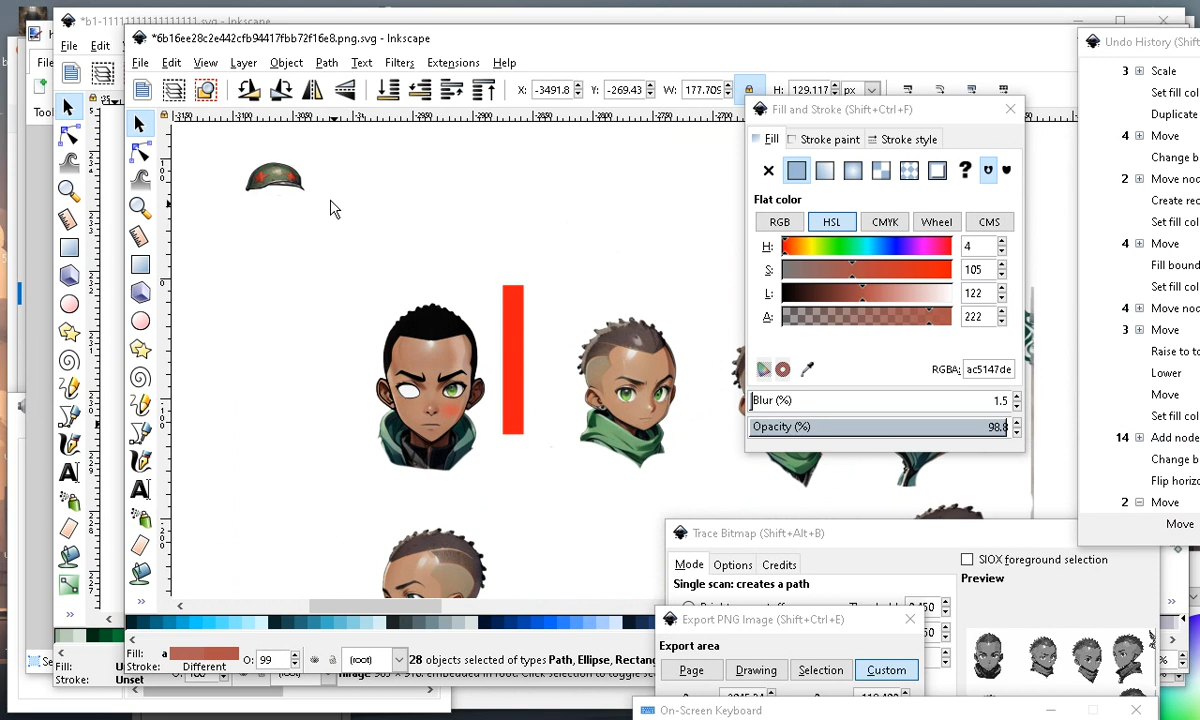 *b1-1111111111111111111.svg - Inkscape
File Edit
*6b16ee28c2e442cfb94417fbb72f16e8.png.svg - Inkscape
File Edit View Layer Object Path Text Filters Extensions Help
X: -3491.8 Y: -269.43 W: 177.709 H: 129.117 px
Undo History (Shift
3 Scale
Set fill col
Duplicate
4 Move
Change b
2 Move nod
Create rec
Set fill col
4 Move
Fill bound
Set fill col
4 Move nod
3 Move
Raise to to
Lower
Move
Set fill col
14 Add node
Change b
Flip horizo
2 Move
Move
Fill and Stroke (Shift+Ctrl+F)
Fill Stroke paint Stroke style
Flat color
RGB HSL CMYK Wheel CMS
H: 4
S: 105
L: 122
A: 222
RGBA: ac5147de
Blur (%) 1.5
Opacity (%) 98.8
Trace Bitmap (Shift+Alt+B)
Mode Options Credits
Single scan: creates a path
SIOX foreground selection
Preview
Export PNG Image (Shift+Ctrl+E)
Export area
Page Drawing Selection Custom
Fill: a
Stroke: Different O: 99 (root) 28 objects selected of types Path, Ellipse, Rectang
Fill:
Stroke: Unset
On-Screen Keyboard